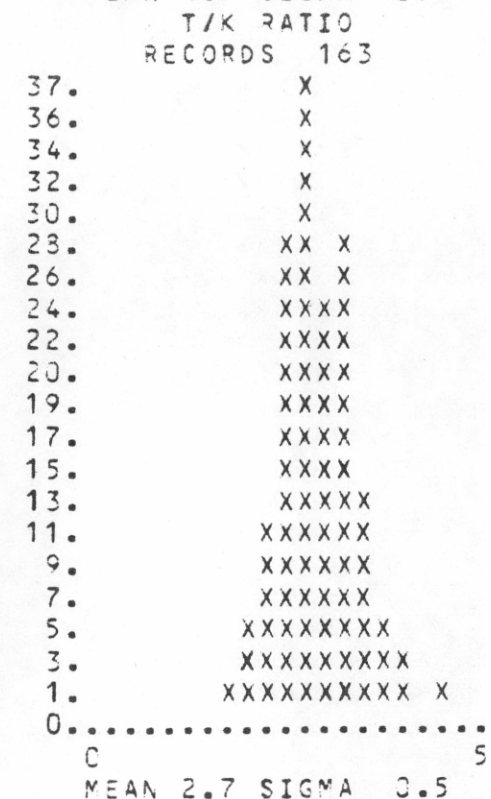 T/K RATIO
RECORDS 163
37. X
36. X
34. X
32. X
30. X
28. XX X
26. XX X
24. XXXX
22. XXXX
20. XXXX
19. XXXX
17. XXXX
15. XXXX
13. XXXXX
11. XXXXXX
9. XXXXXX
7. XXXXXX
5. XXXXXXXX
3. XXXXXXXXX
1. XXXXXXXXXX X
0......................
0 5
MEAN 2.7 SIGMA 0.5